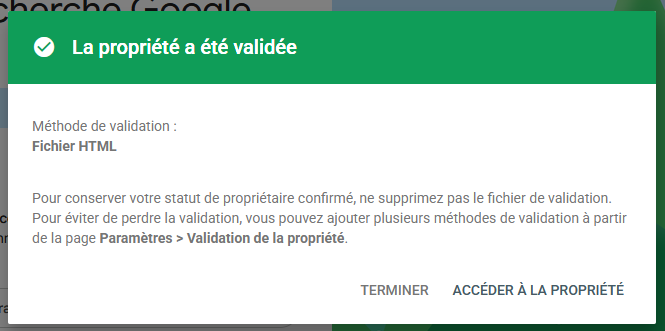 cherche Google
La propriété a été validée
Méthode de validation :
Fichier HTML
Pour conserver votre statut de propriétaire confirmé, ne supprimez pas le fichier de validation.
Pour éviter de perdre la validation, vous pouvez ajouter plusieurs méthodes de validation à partir
de la page Paramètres > Validation de la propriété.
TERMINER
ACCÉDER À LA PROPRIÉTÉ